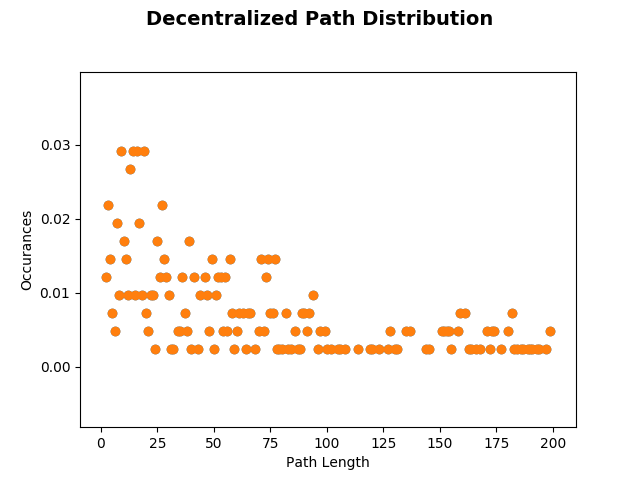 Decentralized Path Distribution
0.03
0.02
0.01
0.00
Occurances
0 25 50 75 100 125 150 175 200
Path Length